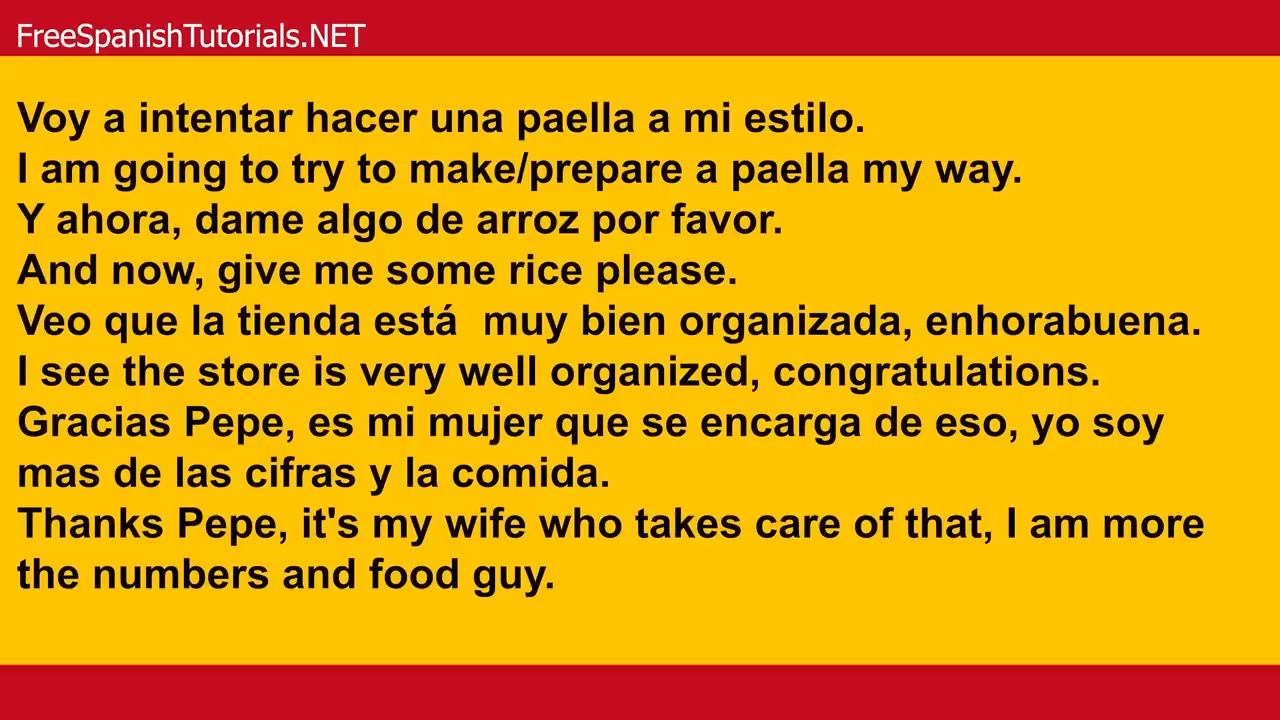 FreeSpanishTutorials.NET
Voy a intentar hacer una paella a mi estilo.
I am going to try to make/prepare a paella my way.
Y ahora, dame algo de arroz por favor.
And now, give me some rice please.
Veo que la tienda está  muy bien organizada, enhorabuena.
I see the store is very well organized, congratulations.
Gracias Pepe, es mi mujer que se encarga de eso, yo soy
mas de las cifras y la comida.
Thanks Pepe, it's my wife who takes care of that, I am more
the numbers and food guy.